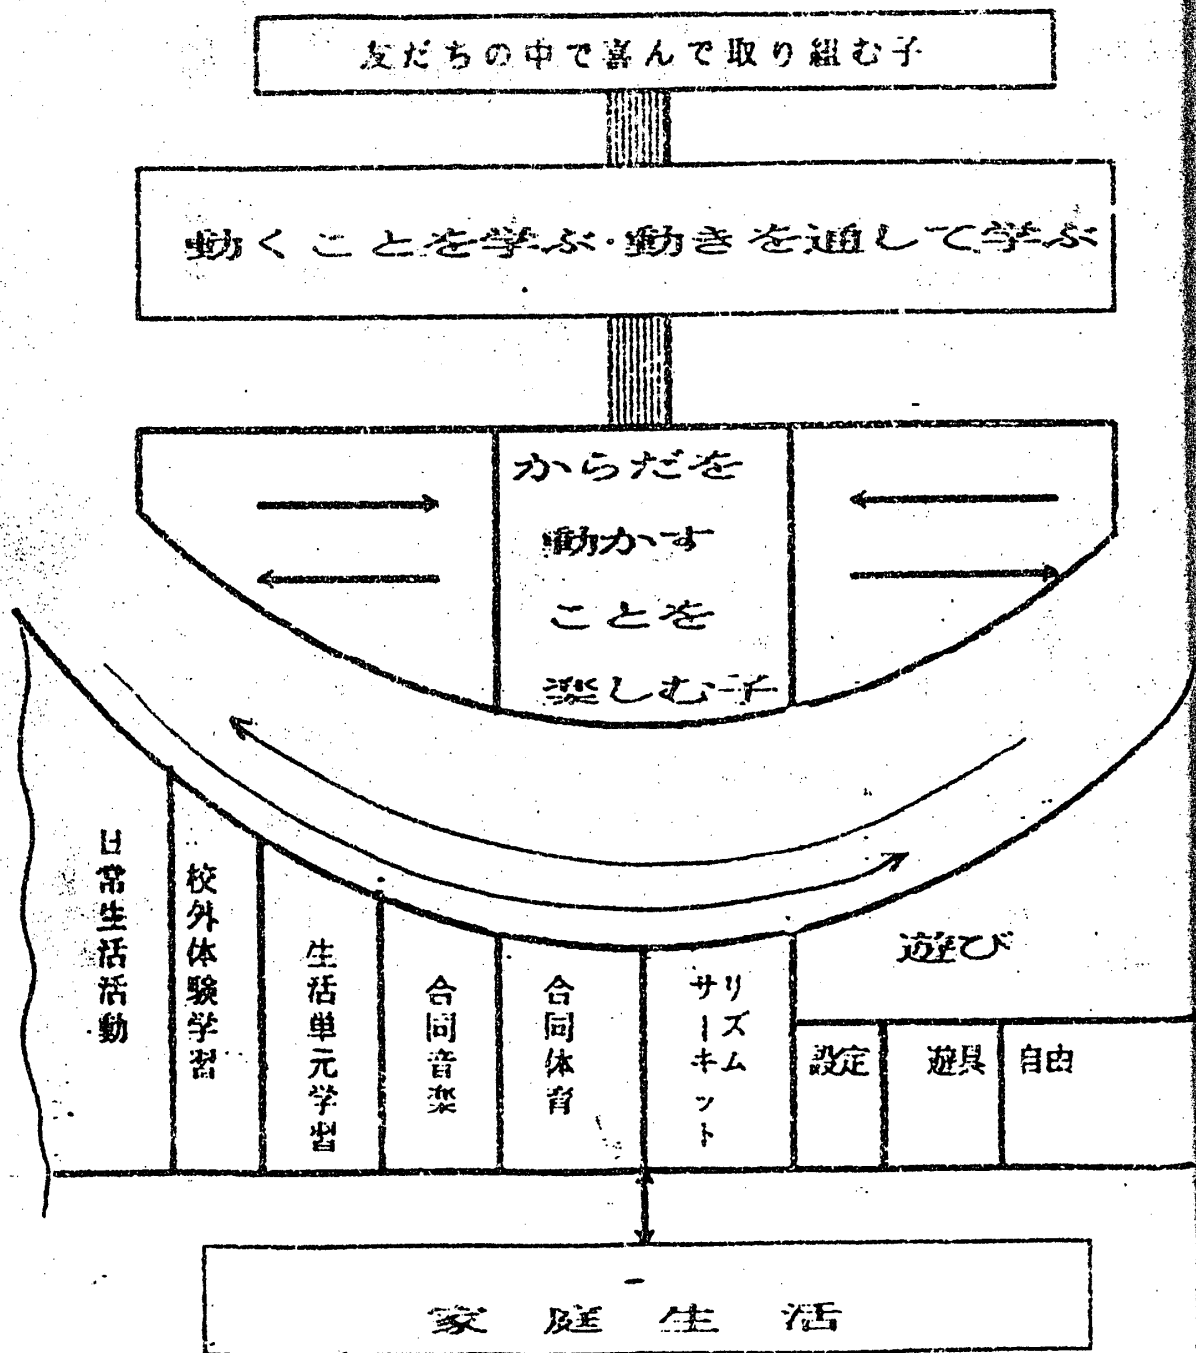 友だちの中で喜んで取り組む子
動くことを学ぶ・動きを通して学ぶ
からだを
動かす
ことを
楽しむ子
日常生活活動
校外体験学習
生活単元学習
合同音楽
合同体育
リズム
サーキット
遊び
設定
遊具
自由
家庭生活